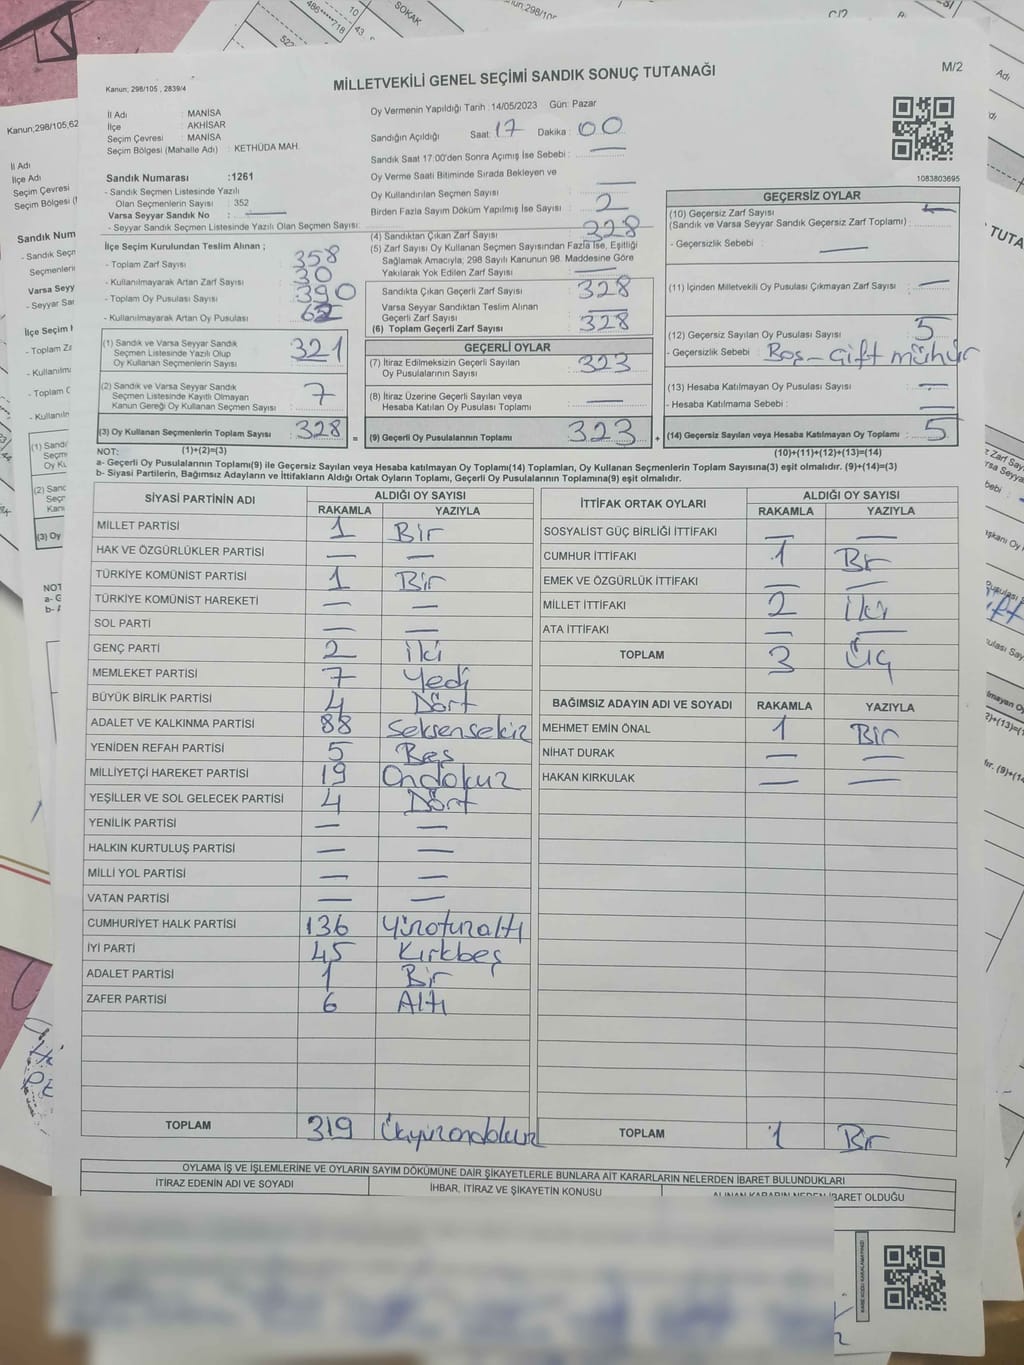 MİLLETVEKİLİ GENEL SEÇİMİ SANDIK SONUÇ TUTANAĞI
M/2
Kanun; 298/105 , 2839/4
İl Adı : MANİSA
İlçe : AKHİSAR
Seçim Çevresi : MANİSA
Seçim Bölgesi (Mahalle Adı) : KETHÜDA MAH.
Oy Vermenin Yapıldığı Tarih : 14/05/2023 Gün: Pazar
Sandığın Açıldığı Saat: 17 Dakika : 00
Sandık Saat 17:00'den Sonra Açımış İse Sebebi : —
Oy Verme Saati Bitiminde Sırada Bekleyen ve
Oy Kullandırılan Seçmen Sayısı —
Birden Fazla Sayım Döküm Yapılmış İse Sayısı : 2
1083803695
Sandık Numarası :1261
- Sandık Seçmen Listesinde Yazılı
Olan Seçmenlerin Sayısı : 352
Varsa Seyyar Sandık No : —
- Seyyar Sandık Seçmen Listesinde Yazılı Olan Seçmen Sayısı:
İlçe Seçim Kurulundan Teslim Alınan ;
- Toplam Zarf Sayısı : 358
- Kullanılmayarak Artan Zarf Sayısı : 30
- Toplam Oy Pusulası Sayısı : 390
- Kullanılmayarak Artan Oy Pusulası : 62
(1) Sandık ve Varsa Seyyar Sandık
Seçmen Listesinde Yazılı Olup
Oy Kullanan Seçmenlerin Sayısı : 321
(2) Sandık ve Varsa Seyyar Sandık
Seçmen Listesinde Kayıtlı Olmayan
Kanun Gereği Oy Kullanan Seçmen Sayısı : 7
(3) Oy Kullanan Seçmenlerin Toplam Sayısı : 328 =
(4) Sandıktan Çıkan Zarf Sayısı : 328
(5) Zarf Sayısı Oy Kullanan Seçmen Sayısından Fazla İse, Eşitliği
Sağlamak Amacıyla; 298 Sayılı Kanunun 98. Maddesine Göre
Yakılarak Yok Edilen Zarf Sayısı : —
Sandıkta Çıkan Geçerli Zarf Sayısı : 328
Varsa Seyyar Sandıktan Teslim Alınan
Geçerli Zarf Sayısı : —
(6) Toplam Geçerli Zarf Sayısı : 328
GEÇERLİ OYLAR
(7) İtiraz Edilmeksizin Geçerli Sayılan
Oy Pusulalarının Sayısı : 323
(8) İtiraz Üzerine Geçerli Sayılan veya
Hesaba Katılan Oy Pusulası Toplamı : —
(9) Geçerli Oy Pusulalarının Toplamı : 323 +
GEÇERSİZ OYLAR
(10) Geçersiz Zarf Sayısı
(Sandık ve Varsa Seyyar Sandık Geçersiz Zarf Toplamı) : —
- Geçersizlik Sebebi : —
(11) İçinden Milletvekili Oy Pusulası Çıkmayan Zarf Sayısı : —
(12) Geçersiz Sayılan Oy Pusulası Sayısı : 5
- Geçersizlik Sebebi : Boş - Çift mühür
(13) Hesaba Katılmayan Oy Pusulası Sayısı : —
- Hesaba Katılmama Sebebi : —
(14) Geçersiz Sayılan veya Hesaba Katılmayan Oy Toplamı : 5
NOT: (1)+(2)=(3) (10)+(11)+(12)+(13)=(14)
a- Geçerli Oy Pusulasının Toplamı(9) ile Geçersiz Sayılan veya Hesaba katılmayan Oy Toplamı(14) Toplamları, Oy Kullanan Seçmenlerin Toplam Sayısına(3) eşit olmalıdır. (9)+(14)=(3)
b- Siyasi Partilerin, Bağımsız Adayların ve İttifakların Aldığı Ortak Oyların Toplamı, Geçerli Oy Pusulalarının Toplamına(9) eşit olmalıdır.
SİYASİ PARTİNİN ADI ALDIĞI OY SAYISI
RAKAMLA YAZIYLA
MİLLET PARTİSİ 1 Bir
HAK VE ÖZGÜRLÜKLER PARTİSİ — —
TÜRKİYE KOMÜNİST PARTİSİ 1 Bir
TÜRKİYE KOMÜNİST HAREKETİ — —
SOL PARTİ — —
GENÇ PARTİ 2 İki
MEMLEKET PARTİSİ 7 Yedi
BÜYÜK BİRLİK PARTİSİ 4 Dört
ADALET VE KALKINMA PARTİSİ 88 Seksensekiz
YENİDEN REFAH PARTİSİ 5 Beş
MİLLİYETÇİ HAREKET PARTİSİ 19 Ondokuz
YEŞİLLER VE SOL GELECEK PARTİSİ 4 Dört
YENİLİK PARTİSİ — —
HALKIN KURTULUŞ PARTİSİ — —
MİLLİ YOL PARTİSİ — —
VATAN PARTİSİ — —
CUMHURİYET HALK PARTİSİ 136 Yüzotuzaltı
İYİ PARTİ 45 Kırkbeş
ADALET PARTİSİ 1 Bir
ZAFER PARTİSİ 6 Altı
TOPLAM 319 Üçyüzondokuz
İTTİFAK ORTAK OYLARI ALDIĞI OY SAYISI
RAKAMLA YAZIYLA
SOSYALİST GÜÇ BİRLİĞİ İTTİFAKI — —
CUMHUR İTTİFAKI 1 Bir
EMEK VE ÖZGÜRLÜK İTTİFAKI — —
MİLLET İTTİFAKI 2 İki
ATA İTTİFAKI — —
TOPLAM 3 Üç
BAĞIMSIZ ADAYIN ADI VE SOYADI RAKAMLA YAZIYLA
MEHMET EMİN ÖNAL 1 Bir
NİHAT DURAK — —
HAKAN KIRKULAK — —
TOPLAM 1 Bir
OYLAMA İŞ VE İŞLEMLERİNE VE OYLARIN SAYIM DÖKÜMÜNE DAİR ŞİKAYETLERLE BUNLARA AİT KARARLARIN NELERDEN İBARET BULUNDUKLARI
İTİRAZ EDENİN ADI VE SOYADI İHBAR, İTİRAZ VE ŞİKAYETİN KONUSU ALINAN KARARIN NEDEN İBARET OLDUĞU